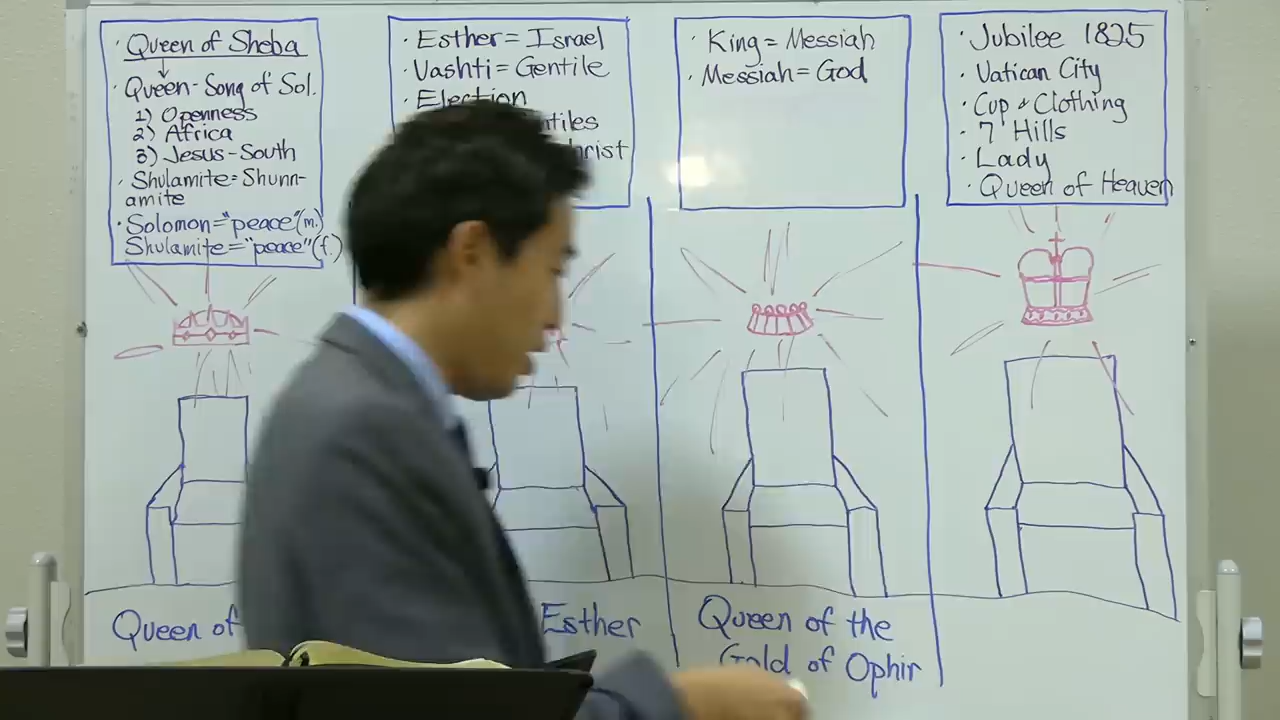 · Queen of Sheba
Queen-Song of Sol.
1) Openness
2) Africa
3) Jesus-South
· Shulamite=Shunn-
amite
· Solomon="peace"(m.)
Shulamite="peace"(f.)
· Esther=Israel
· Vashti=Gentile
· Election
· King=Messiah
· Messiah=God
· Jubilee 1825
· Vatican City
· Cup & Clothing
· 7 Hills
· Lady
· Queen of Heaven
Queen of
Esther
Queen of the
Gold of Ophir